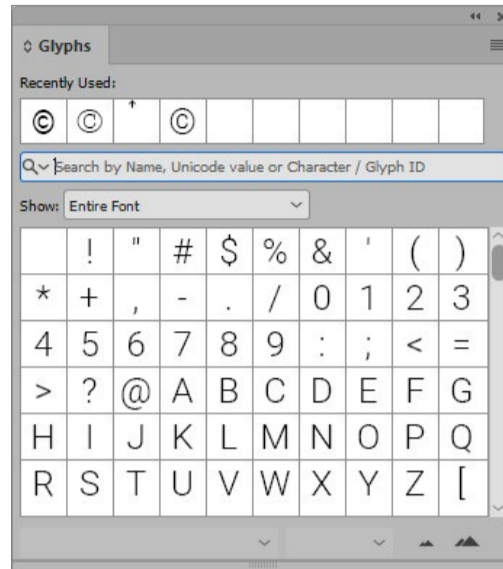 Glyphs
Recently Used:
© © ↑ ©
Search by Name, Unicode value or Character / Glyph ID
Show: Entire Font
! " # $ % & ' ( )
* + , - . / 0 1 2 3
4 5 6 7 8 9 : ; < =
> ? @ A B C D E F G
H I J K L M N O P Q
R S T U V W X Y Z [